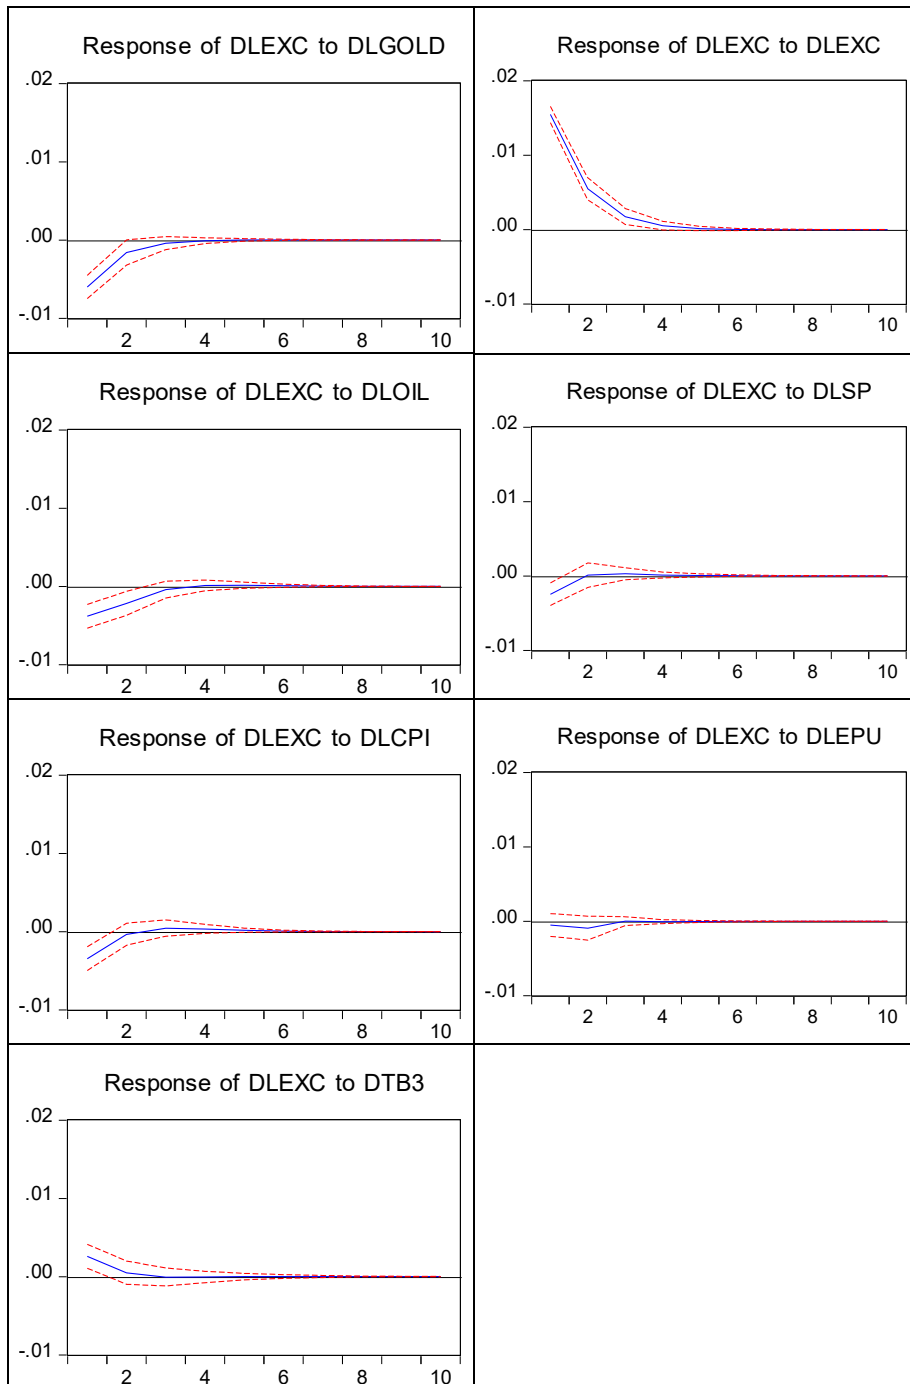 Response of DLEXC to DLGOLD
.02
.01
.00
-.01
2 4 6 8 10
Response of DLEXC to DLEXC
.02
.01
.00
-.01
2 4 6 8 10
Response of DLEXC to DLOIL
.02
.01
.00
-.01
2 4 6 8 10
Response of DLEXC to DLSP
.02
.01
.00
-.01
2 4 6 8 10
Response of DLEXC to DLCPI
.02
.01
.00
-.01
2 4 6 8 10
Response of DLEXC to DLEPU
.02
.01
.00
-.01
2 4 6 8 10
Response of DLEXC to DTB3
.02
.01
.00
-.01
2 4 6 8 10